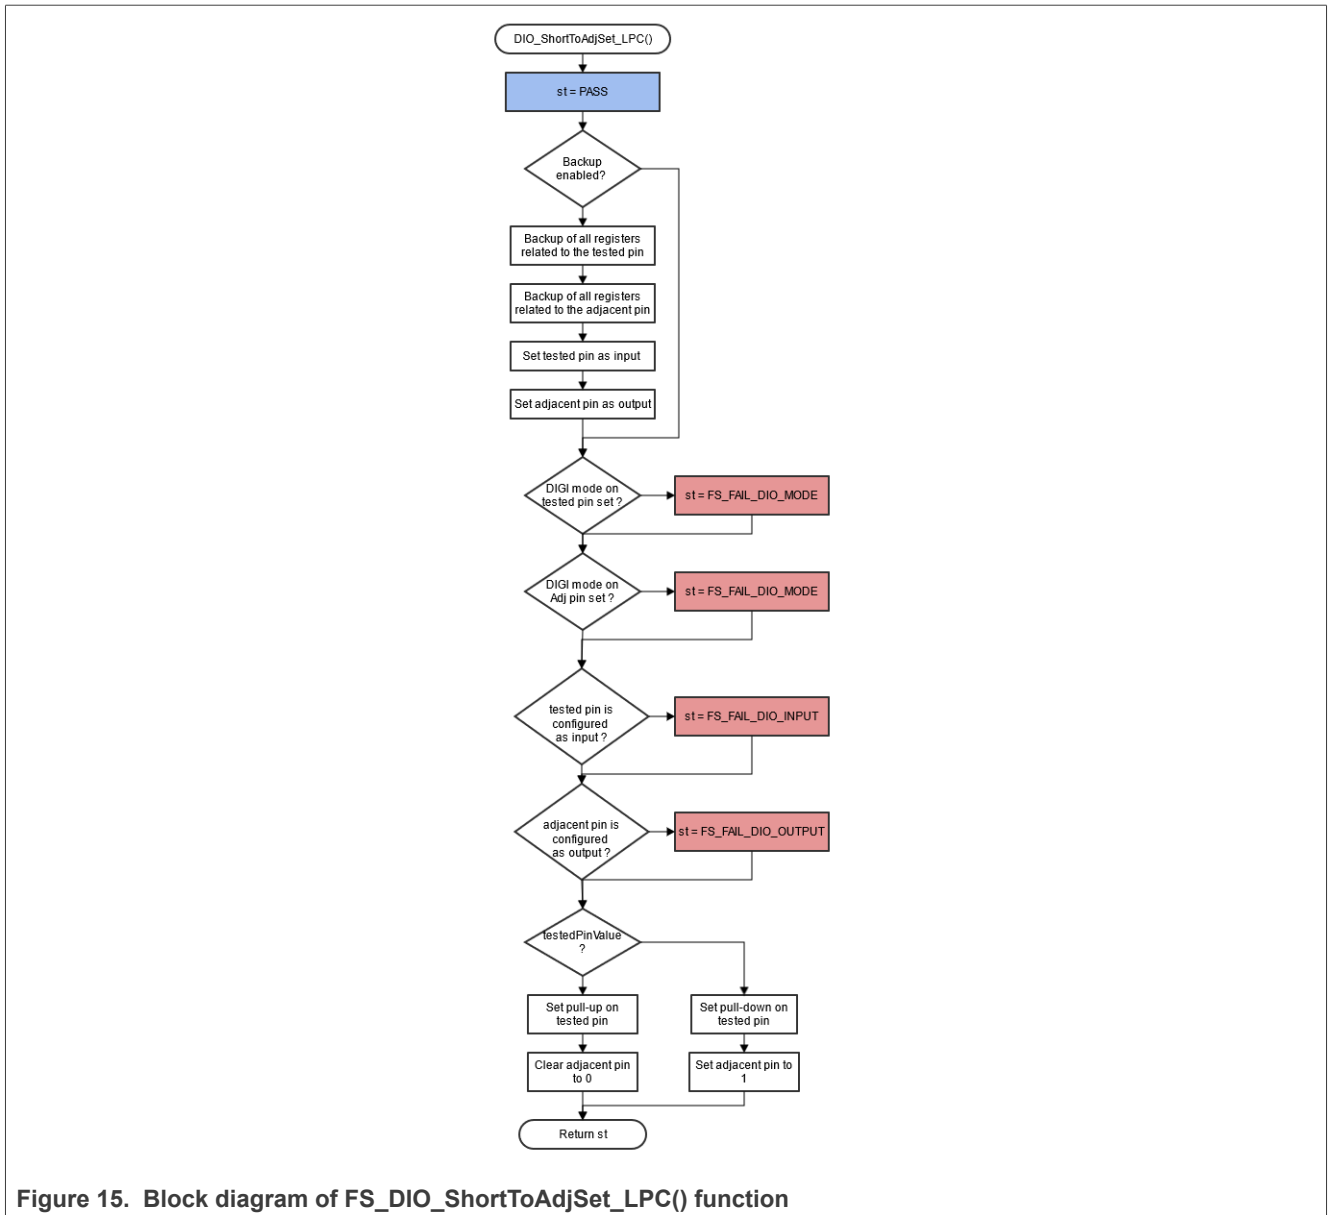 DIO_ShortToAdjSet_LPC()
st = PASS
Backup
enabled?
Backup of all registers
related to the tested pin
Backup of all registers
related to the adjacent pin
Set tested pin as input
Set adjacent pin as output
DIGI mode on
tested pin set ?
st = FS_FAIL_DIO_MODE
DIGI mode on
Adj pin set ?
st = FS_FAIL_DIO_MODE
tested pin is
configured
as input ?
st = FS_FAIL_DIO_INPUT
adjacent pin is
configured
as output ?
st = FS_FAIL_DIO_OUTPUT
testedPinValue
?
Set pull-up on
tested pin
Set pull-down on
tested pin
Clear adjacent pin
to 0
Set adjacent pin to
1
Return st
Figure 15. Block diagram of FS_DIO_ShortToAdjSet_LPC() function